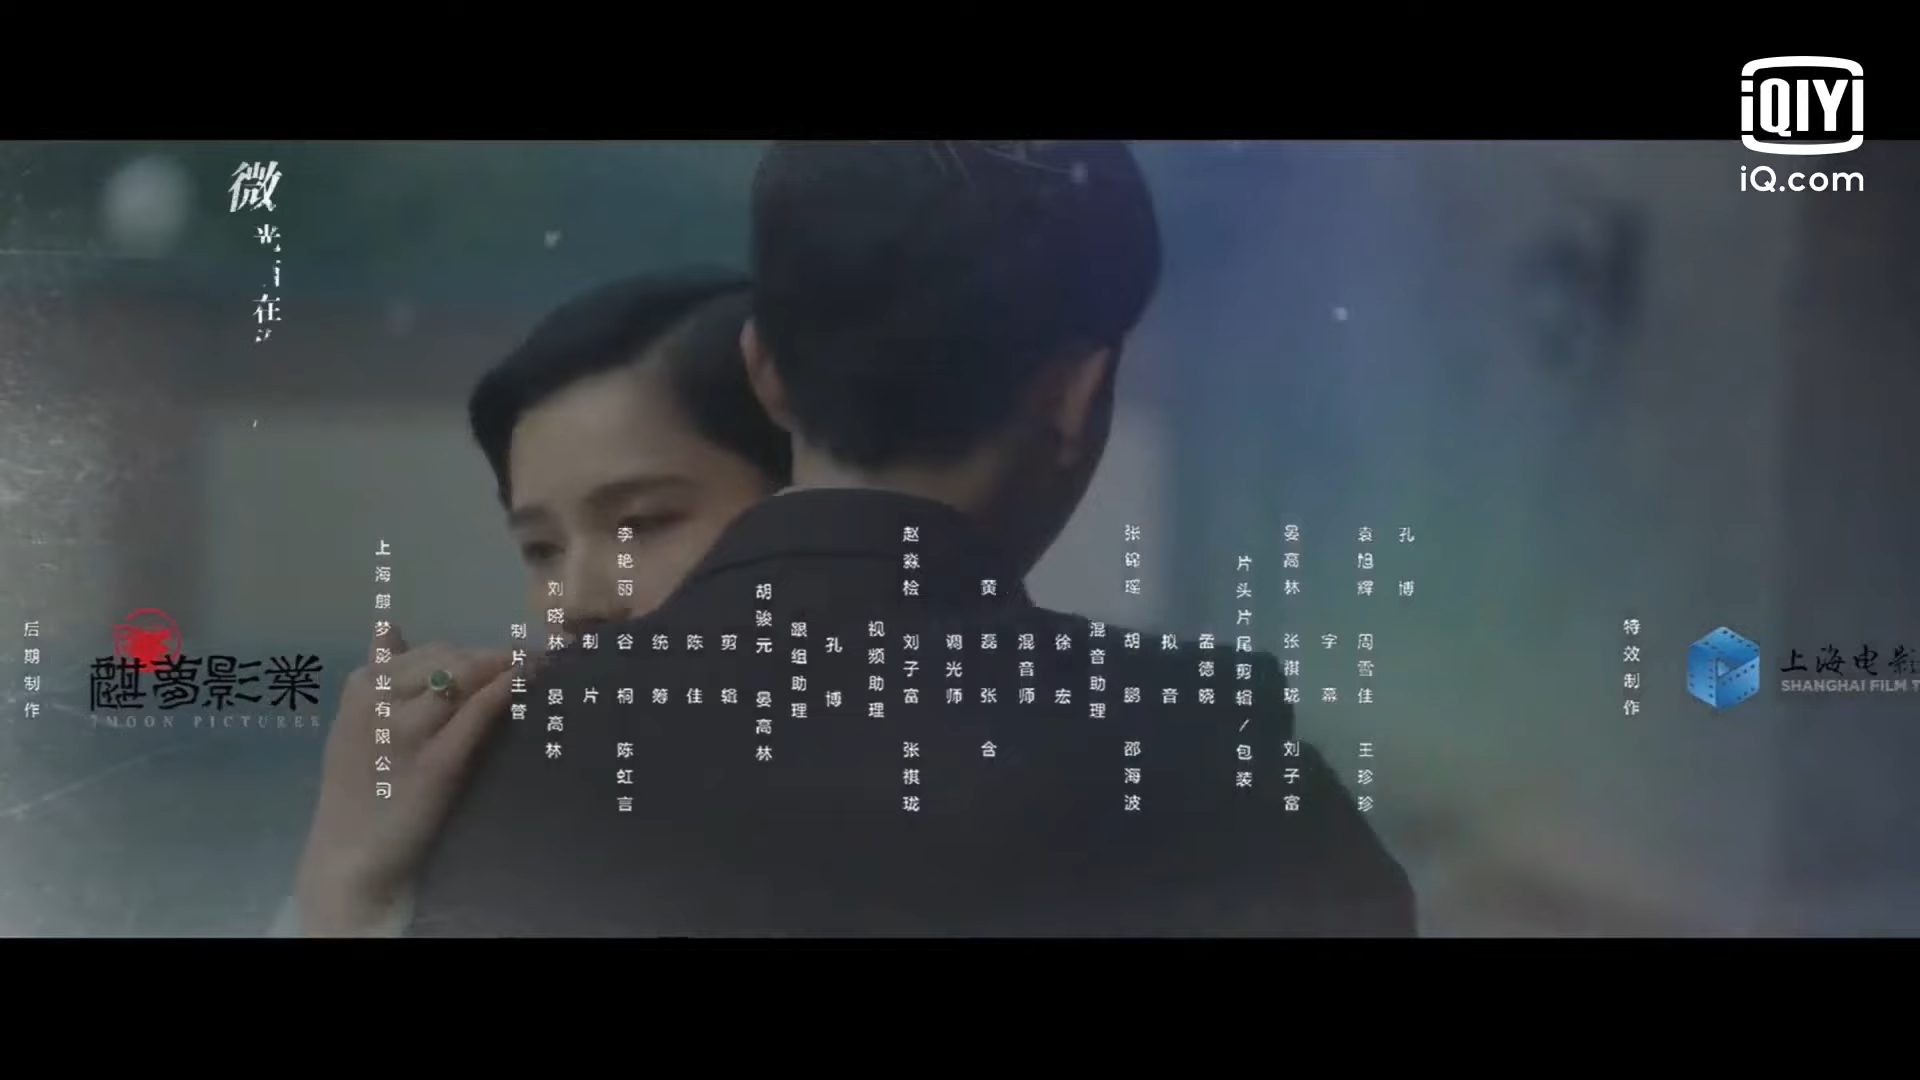 iQIYI
iQ.com
微
光
在
后期制作
麒夢影業
MOON PICTURES
上海麒梦影业有限公司
制片主管
刘晓林 晏高林
制片
李艳丽 谷桐 陈虹言
统筹
陈佳
剪辑
胡骏元 晏高林
跟组助理
孔博
视频助理
赵淼桧 刘子富 张祺珑
调光师
黄磊 张含
混音师
徐宏
混音助理
张锦瑶 胡鹏 邵海波
拟音
孟德晓
片头片尾剪辑/包装
晏高林 张祺珑 刘子富
字幕
袁旭辉 周雪佳 王珍珍
孔博
特效制作
上海电影
SHANGHAI FILM T